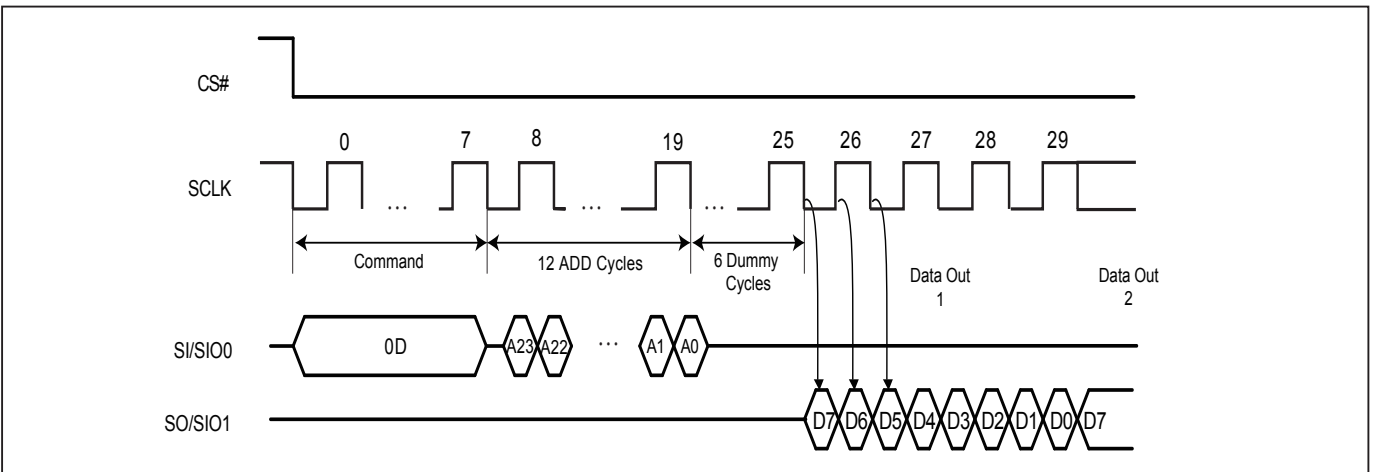 CS#
0 7 8 19 25 26 27 28 29
SCLK
... ... ...
Command
12 ADD Cycles
6 Dummy
Cycles
Data Out
1
Data Out
2
SI/SIO0
0D
A23 A22 ... A1 A0
SO/SIO1
D7 D6 D5 D4 D3 D2 D1 D0 D7